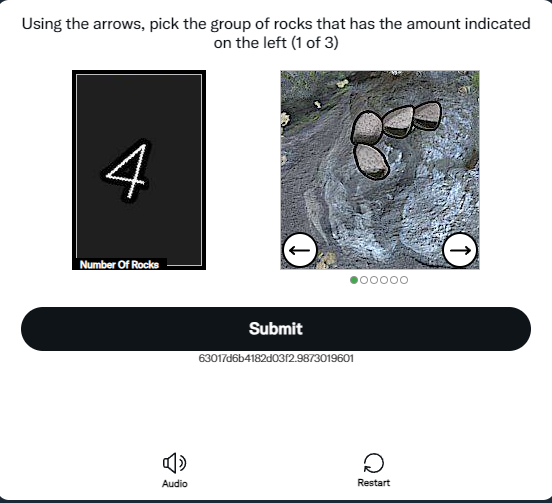 Using the arrows, pick the group of rocks that has the amount indicated
on the left (1 of 3)
4
Number Of Rocks
Submit
63017d6b4182d03f2.9873019601
Audio
Restart